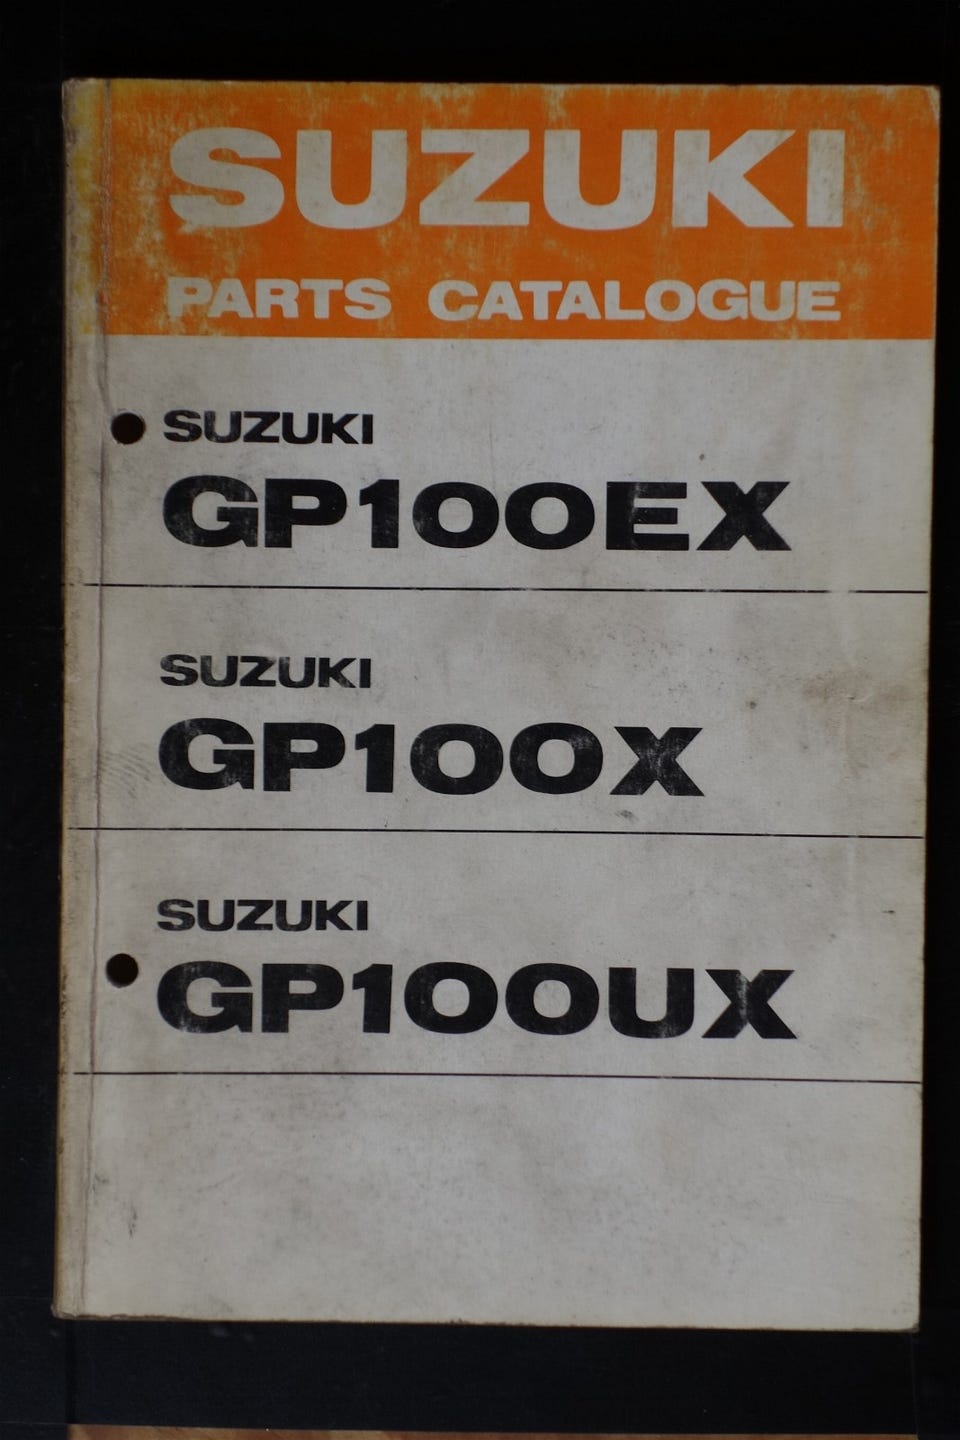 SUZUKI
PARTS CATALOGUE
SUZUKI
GP100EX
SUZUKI
GP100X
SUZUKI
GP100UX